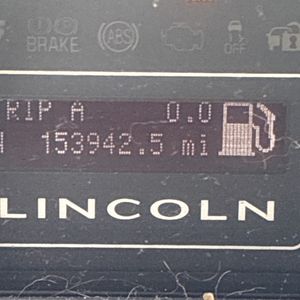 BRAKE ABS OFF
RIP A 0.0
153942.5 mi
LINCOLN